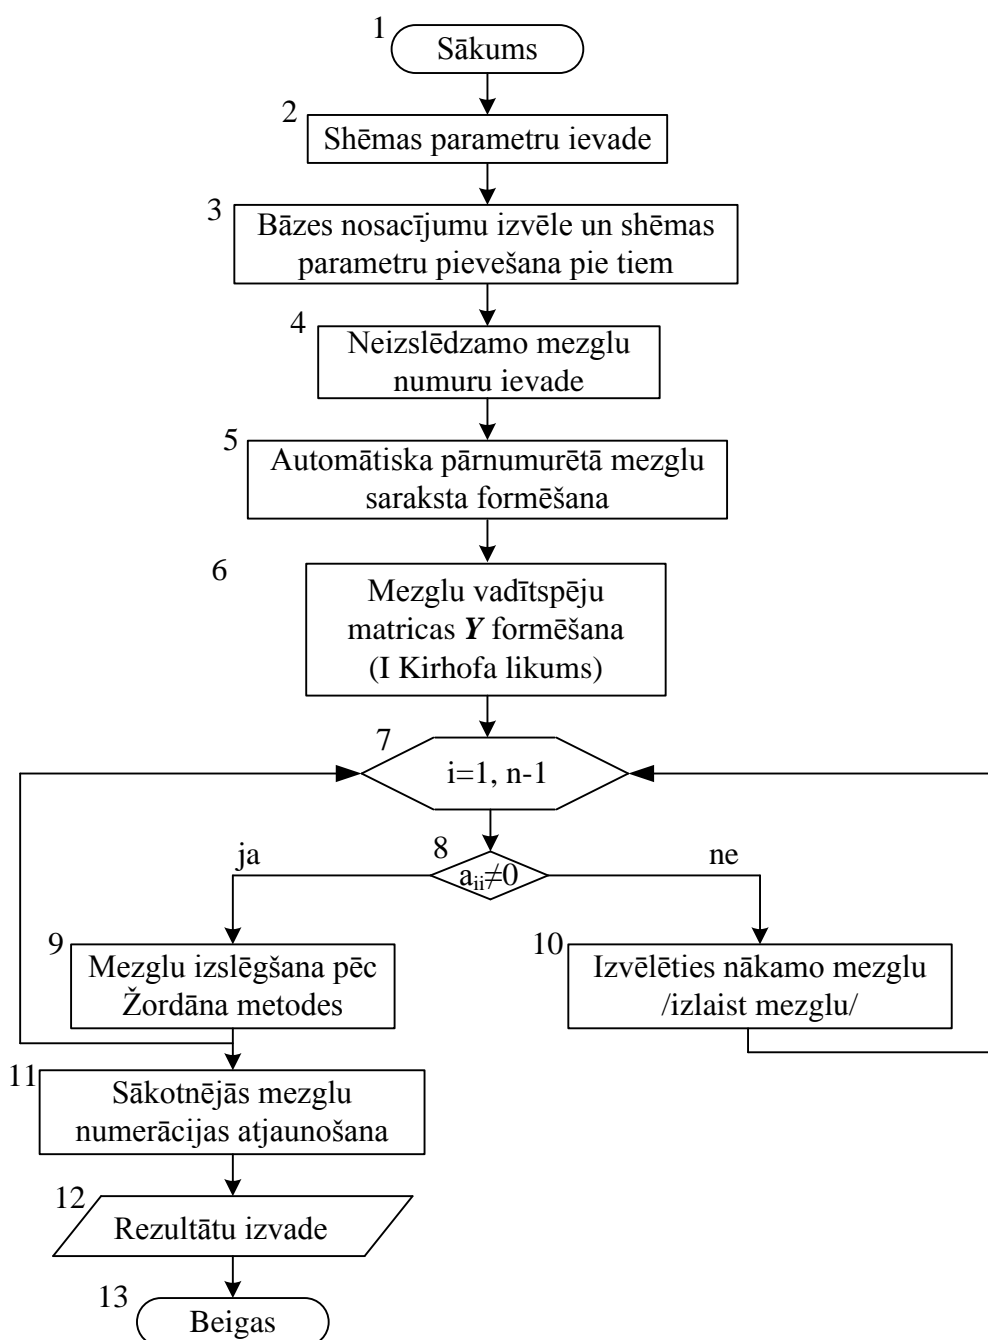 1
Sākums
2
Shēmas parametru ievade
3
Bāzes nosacījumu izvēle un shēmas
parametru pievešana pie tiem
4
Neizslēdzamo mezglu
numuru ievade
5
Automātiska pārnumurētā mezglu
saraksta formēšana
6
Mezglu vadītspēju
matricas Y formēšana
(I Kirhofa likums)
7
i=1, n-1
8
ja
aᵢᵢ≠0
ne
9
Mezglu izslēgšana pēc
Žordāna metodes
10
Izvēlēties nākamo mezglu
/izlaist mezglu/
11
Sākotnējās mezglu
numerācijas atjaunošana
12
Rezultātu izvade
13
Beigas